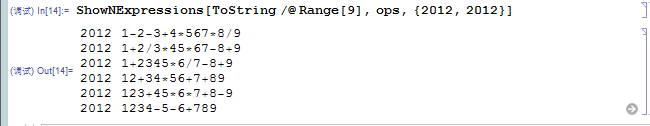 (调试) In[14]:= ShowNExpressions[ToString /@ Range[9], ops, {2012, 2012}]
2012 1-2-3+4*567*8/9
2012 1+2/3*45*67-8+9
2012 1+2345*6/7-8+9
(调试) Out[14]= 2012 12+34*56+7+89
2012 123+45*6*7+8-9
2012 1234-5-6+789